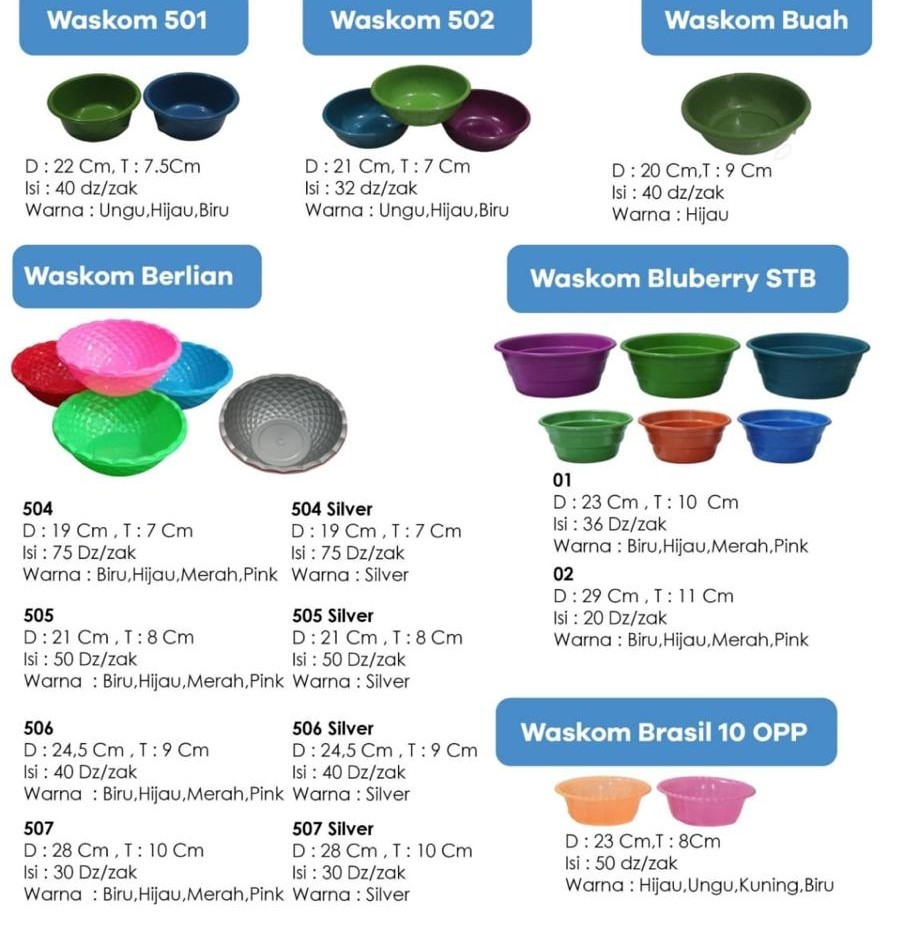 Waskom 501
D : 22 Cm, T : 7.5Cm
Isi : 40 dz/zak
Warna : Ungu,Hijau,Biru
Waskom 502
D : 21 Cm, T : 7 Cm
Isi : 32 dz/zak
Warna : Ungu,Hijau,Biru
Waskom Buah
D : 20 Cm,T : 9 Cm
Isi : 40 dz/zak
Warna : Hijau
Waskom Berlian
504
D : 19 Cm , T : 7 Cm
Isi : 75 Dz/zak
Warna : Biru,Hijau,Merah,Pink
504 Silver
D : 19 Cm , T : 7 Cm
Isi : 75 Dz/zak
Warna : Silver
505
D : 21 Cm , T : 8 Cm
Isi : 50 Dz/zak
Warna : Biru,Hijau,Merah,Pink
505 Silver
D : 21 Cm , T : 8 Cm
Isi : 50 Dz/zak
Warna : Silver
506
D : 24,5 Cm , T : 9 Cm
Isi : 40 Dz/zak
Warna : Biru,Hijau,Merah,Pink
506 Silver
D : 24,5 Cm , T : 9 Cm
Isi : 40 Dz/zak
Warna : Silver
507
D : 28 Cm , T : 10 Cm
Isi : 30 Dz/zak
Warna : Biru,Hijau,Merah,Pink
507 Silver
D : 28 Cm , T : 10 Cm
Isi : 30 Dz/zak
Warna : Silver
Waskom Bluberry STB
01
D : 23 Cm , T : 10 Cm
Isi : 36 Dz/zak
Warna : Biru,Hijau,Merah,Pink
02
D : 29 Cm , T : 11 Cm
Isi : 20 Dz/zak
Warna : Biru,Hijau,Merah,Pink
Waskom Brasil 10 OPP
D : 23 Cm,T : 8Cm
Isi : 50 dz/zak
Warna : Hijau,Ungu,Kuning,Biru